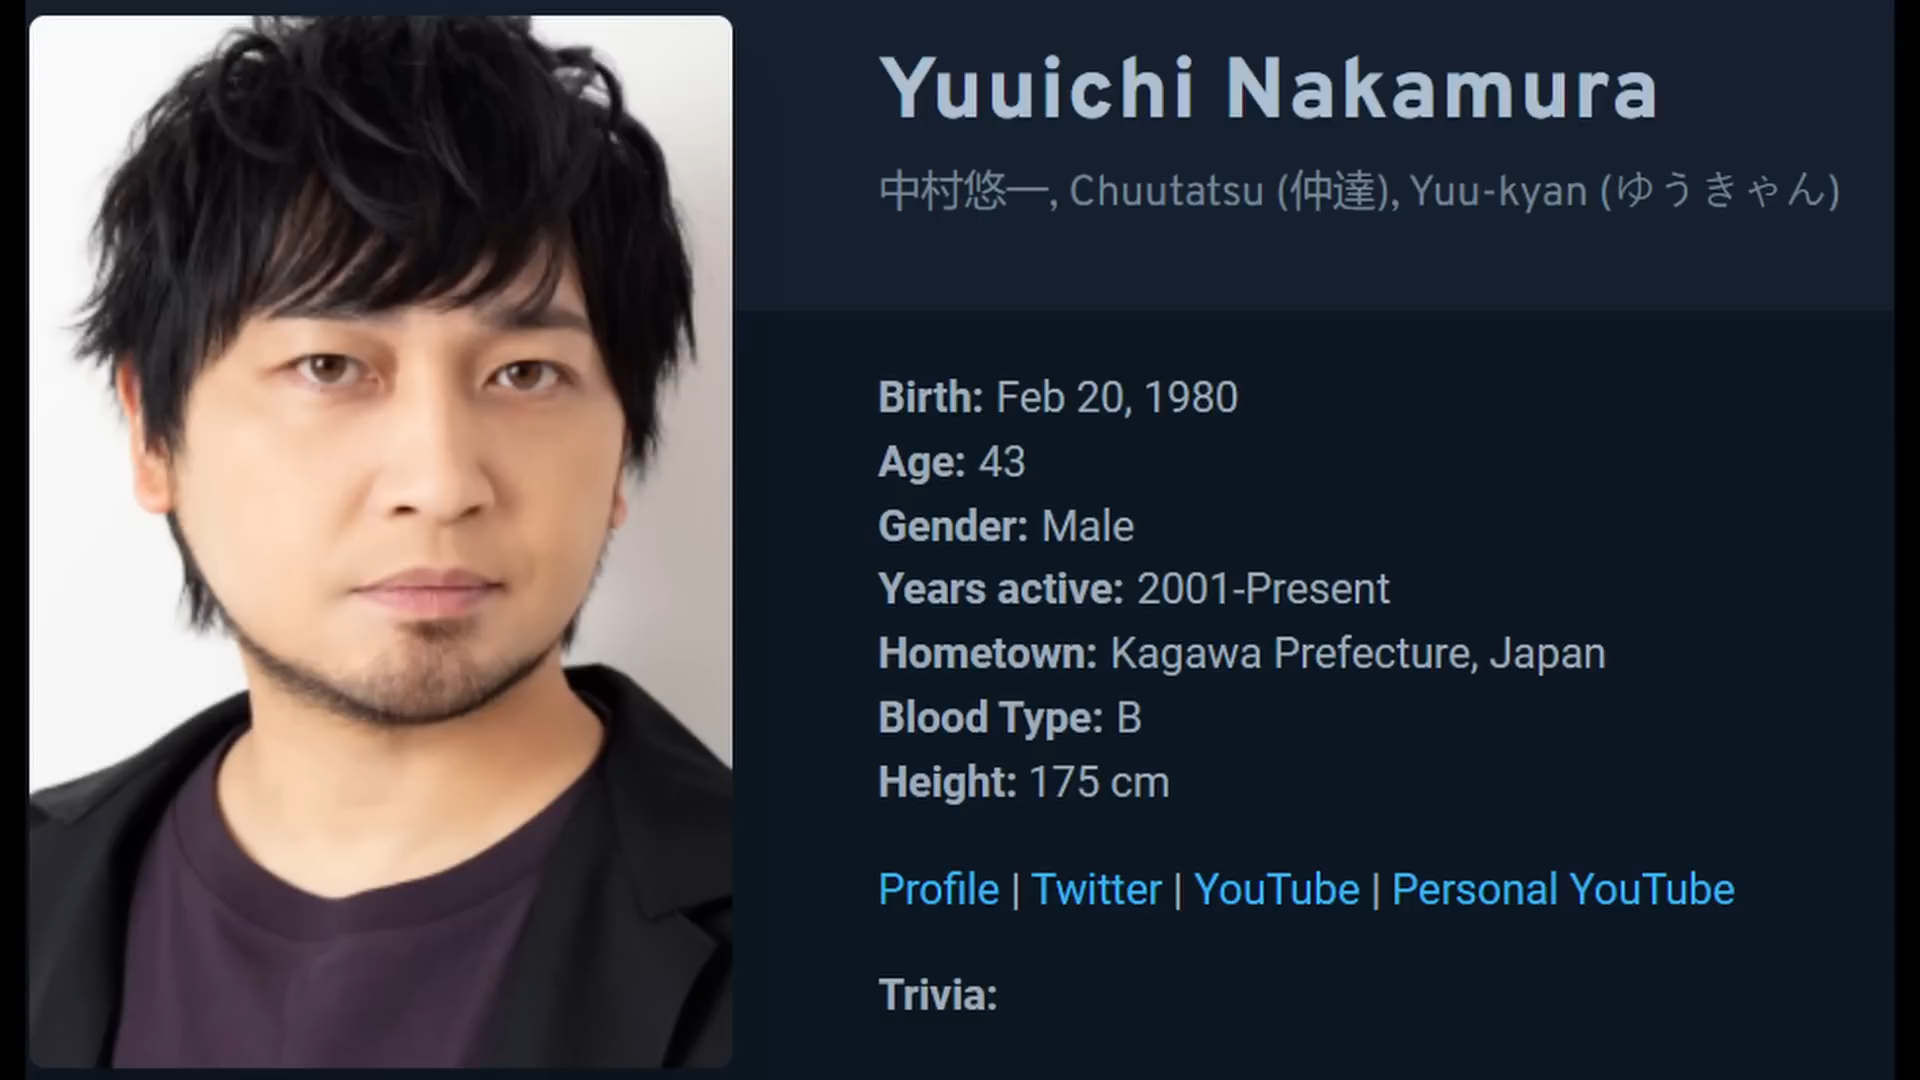 Yuuichi Nakamura
中村悠一, Chuutatsu (仲達), Yuu-kyan (ゆうきゃん)
Birth: Feb 20, 1980
Age: 43
Gender: Male
Years active: 2001-Present
Hometown: Kagawa Prefecture, Japan
Blood Type: B
Height: 175 cm
Profile | Twitter | YouTube | Personal YouTube
Trivia: